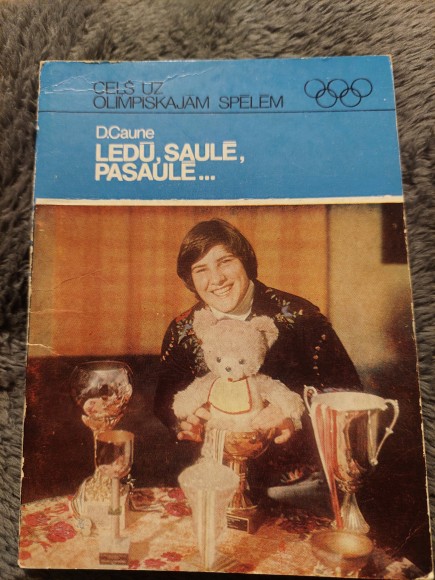 CEĻŠ UZ
OLIMPISKAJĀM SPĒLĒM
D.Caune
LEDŪ, SAULĒ,
PASAULĒ...